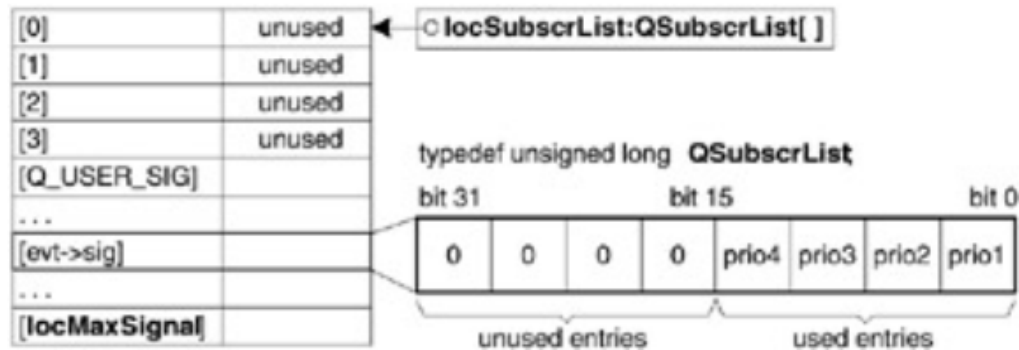 [0] unused locSubscrList:QSubscrList[ ]
[1] unused
[2] unused
[3] unused
typedef unsigned long QSubscrList;
[Q_USER_SIG]
bit 31 bit 15 bit 0
. . .
[evt->sig] 0 0 0 0 prio4 prio3 prio2 prio1
. . .
[locMaxSignal]
unused entries used entries